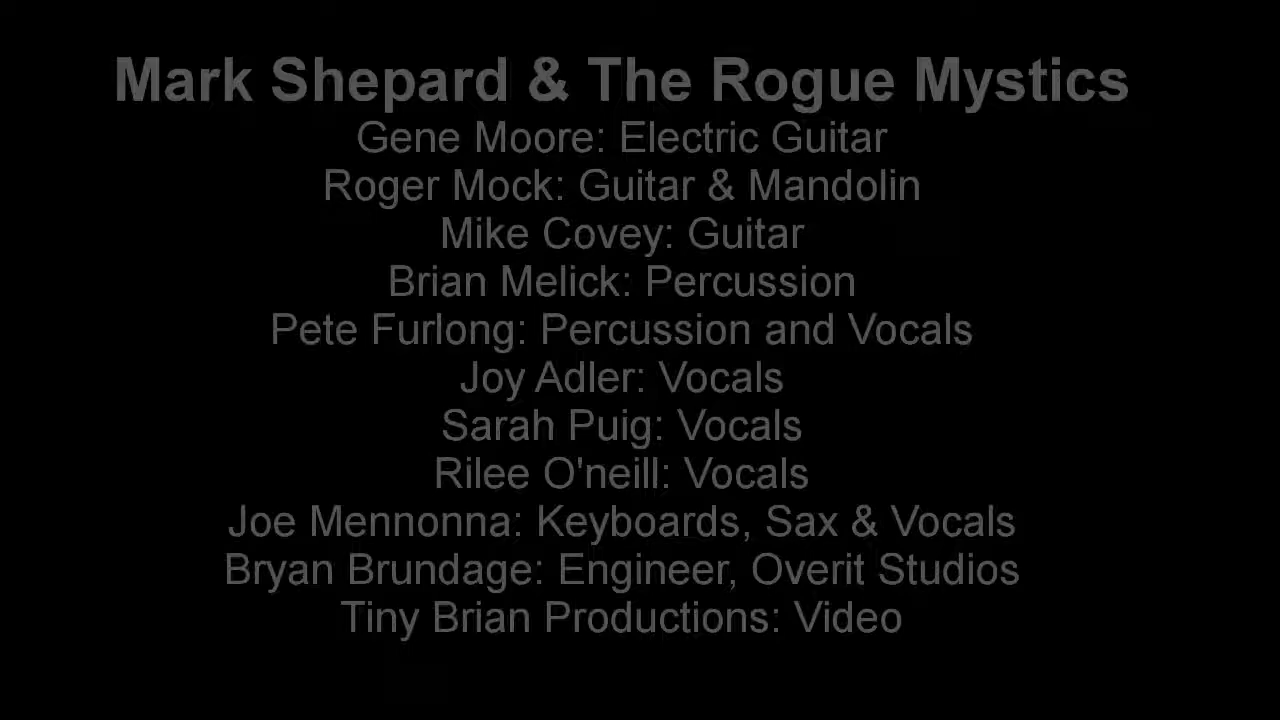 Mark Shepard & The Rogue Mystics
Gene Moore: Electric Guitar
Roger Mock: Guitar & Mandolin
Mike Covey: Guitar
Brian Melick: Percussion
Pete Furlong: Percussion and Vocals
Joy Adler: Vocals
Sarah Puig: Vocals
Rilee O'neill: Vocals
Joe Mennonna: Keyboards, Sax & Vocals
Bryan Brundage: Engineer, Overit Studios
Tiny Brian Productions: Video